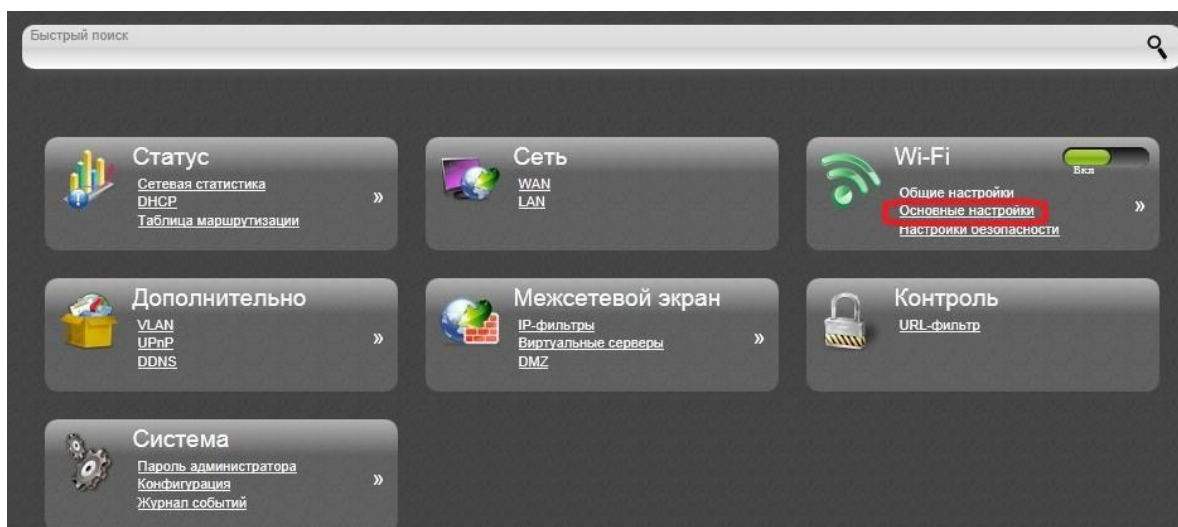 Быстрый поиск
Статус
Сетевая статистика
DHCP
Таблица маршрутизации
»
Сеть
WAN
LAN
Wi-Fi
Вкл
Общие настройки
Основные настройки
Настройки безопасности
»
Дополнительно
VLAN
UPnP
DDNS
»
Межсетевой экран
IP-фильтры
Виртуальные серверы
DMZ
»
Контроль
URL-фильтр
Система
Пароль администратора
Конфигурация
Журнал событий
»